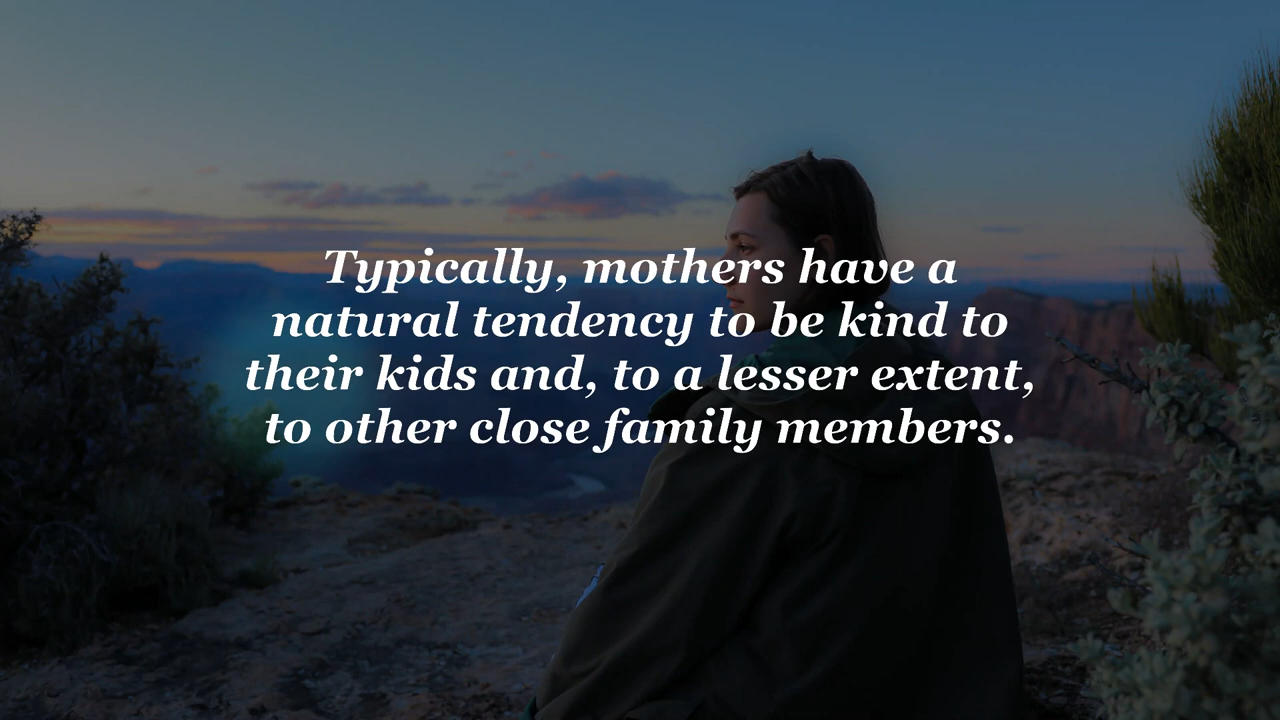 Typically, mothers have a
natural tendency to be kind to
their kids and, to a lesser extent,
to other close family members.